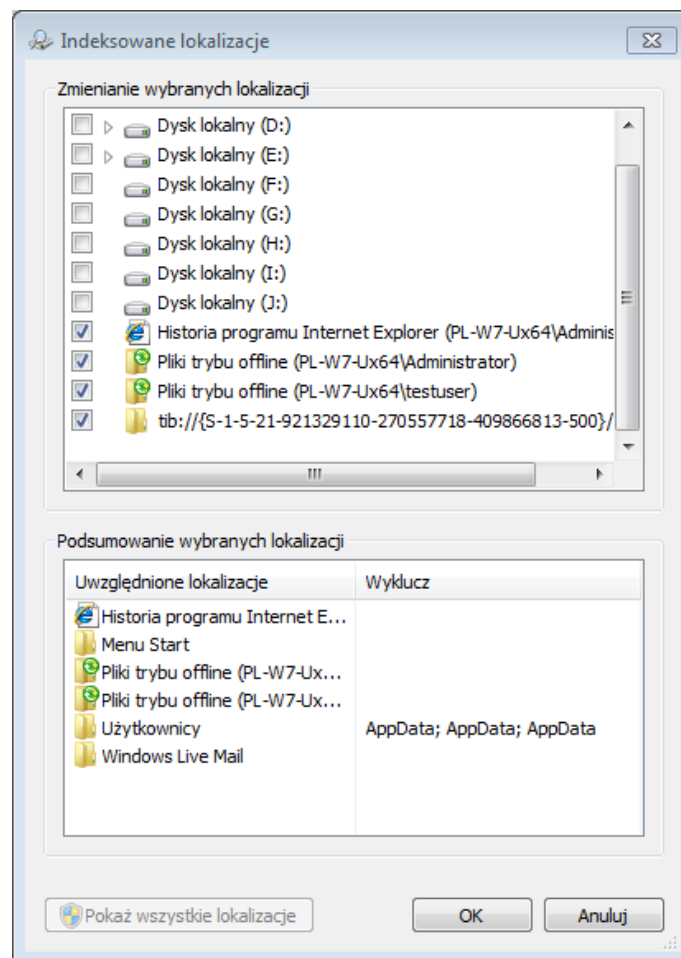 Indeksowane lokalizacje
Zmienianie wybranych lokalizacji
Dysk lokalny (D:)
Dysk lokalny (E:)
Dysk lokalny (F:)
Dysk lokalny (G:)
Dysk lokalny (H:)
Dysk lokalny (I:)
Dysk lokalny (J:)
Historia programu Internet Explorer (PL-W7-Ux64\Adminis
Pliki trybu offline (PL-W7-Ux64\Administrator)
Pliki trybu offline (PL-W7-Ux64\testuser)
tib://{S-1-5-21-921329110-270557718-409866813-500}/
Podsumowanie wybranych lokalizacji
Uwzględnione lokalizacje Wyklucz
Historia programu Internet E...
Menu Start
Pliki trybu offline (PL-W7-Ux...
Pliki trybu offline (PL-W7-Ux...
Użytkownicy AppData; AppData; AppData
Windows Live Mail
Pokaż wszystkie lokalizacje OK Anuluj